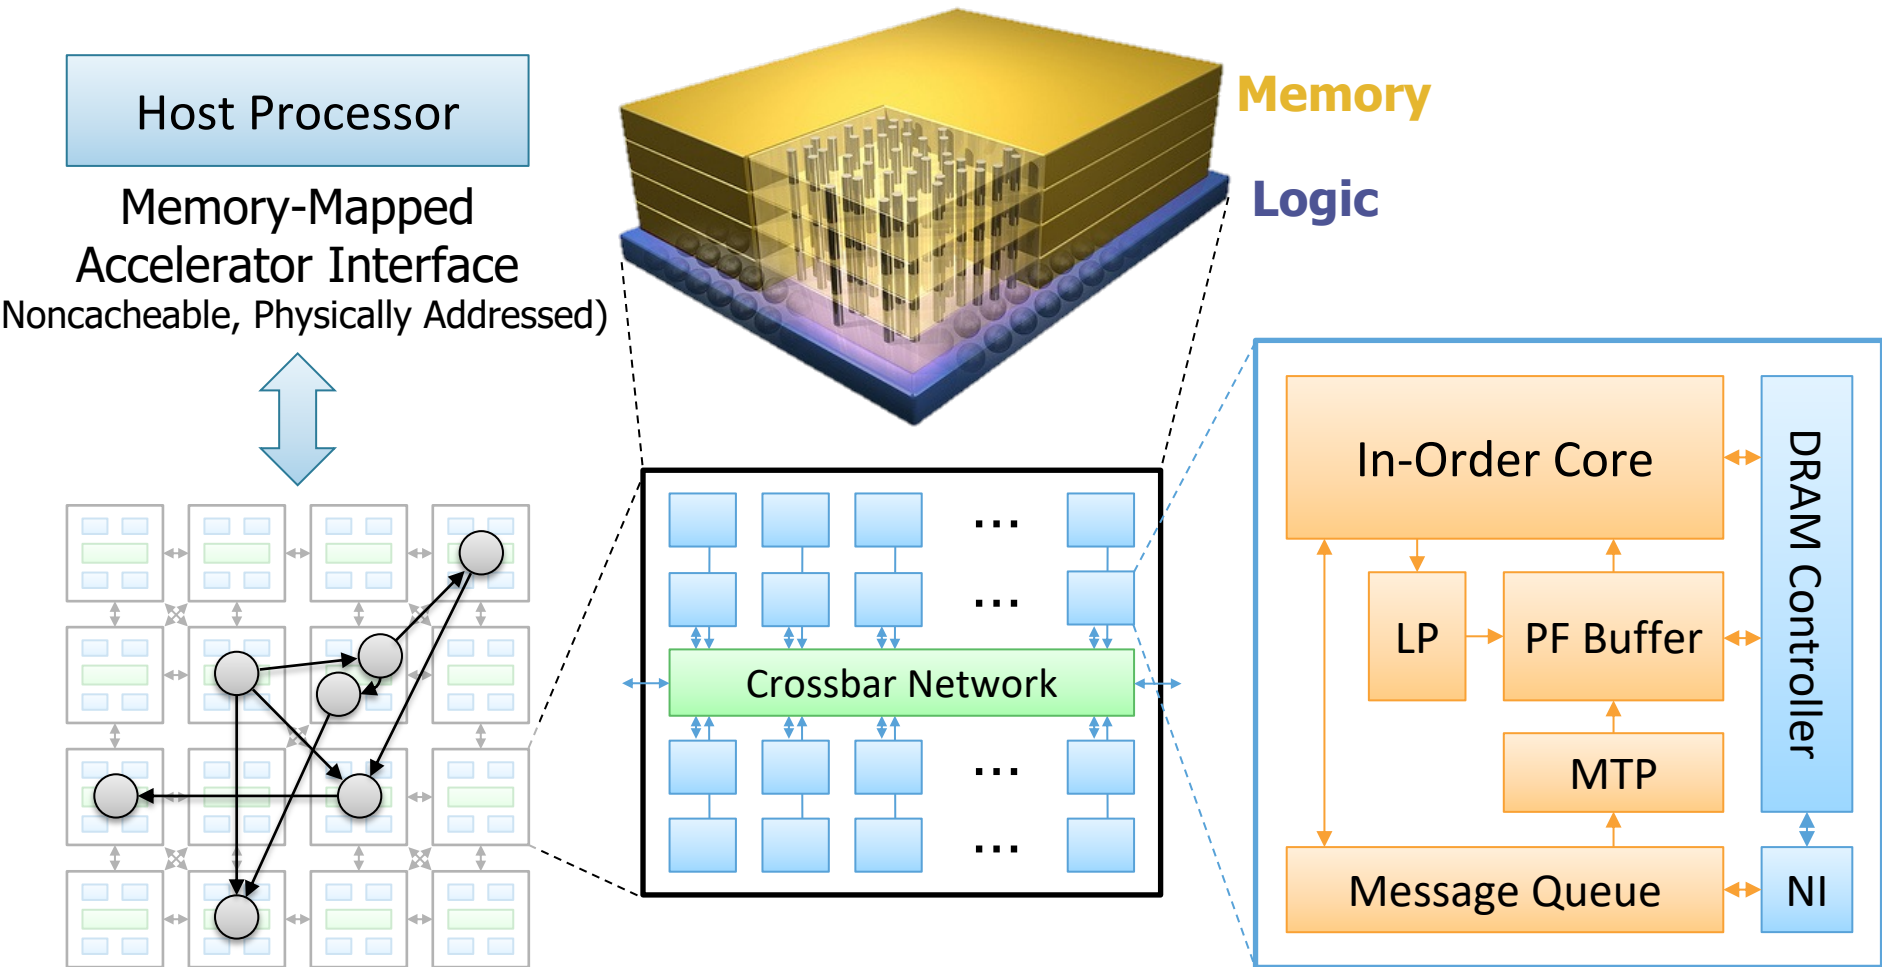 Host Processor
Memory-Mapped
Accelerator Interface
Noncacheable, Physically Addressed)
Memory
Logic
...
...
Crossbar Network
...
...
In-Order Core
LP
PF Buffer
MTP
Message Queue
DRAM Controller
NI